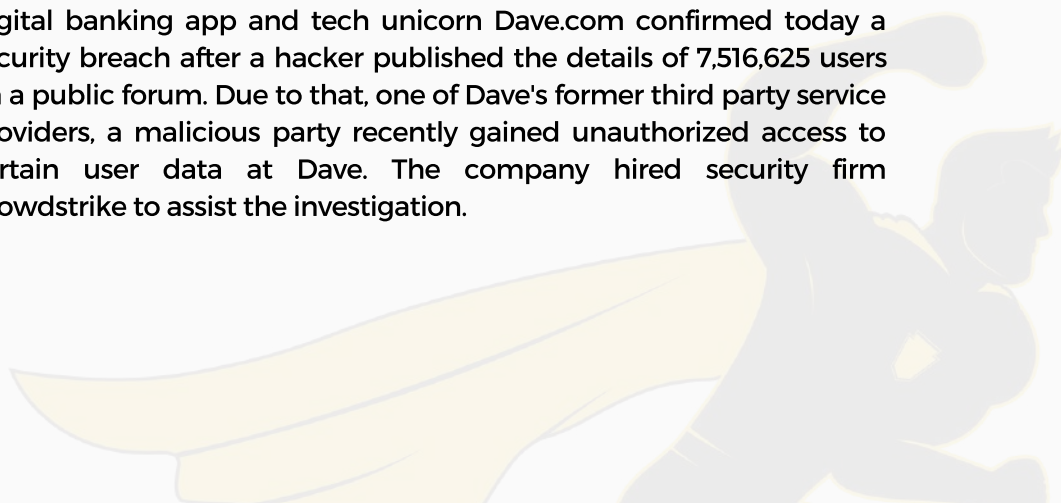 gital banking app and tech unicorn Dave.com confirmed today a
curity breach after a hacker published the details of 7,516,625 users
a public forum. Due to that, one of Dave's former third party service
oviders, a malicious party recently gained unauthorized access to
rtain user data at Dave. The company hired security firm
owdstrike to assist the investigation.